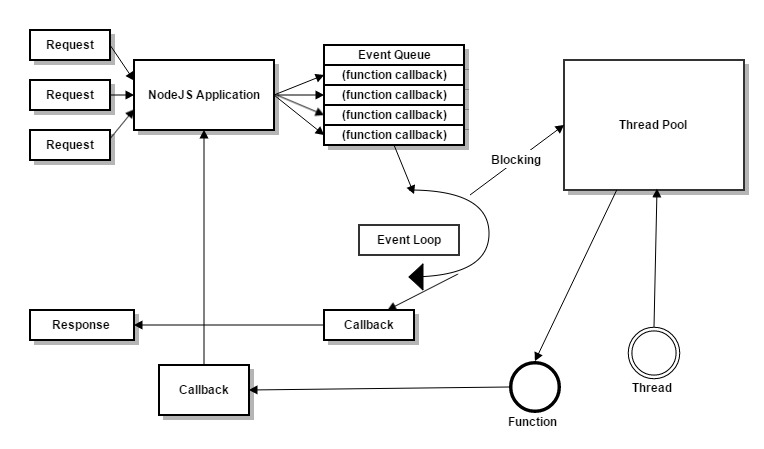 Request
Request
Request
NodeJS Application
Event Queue
(function callback)
(function callback)
(function callback)
(function callback)
Blocking
Thread Pool
Event Loop
Response
Callback
Callback
Function
Thread